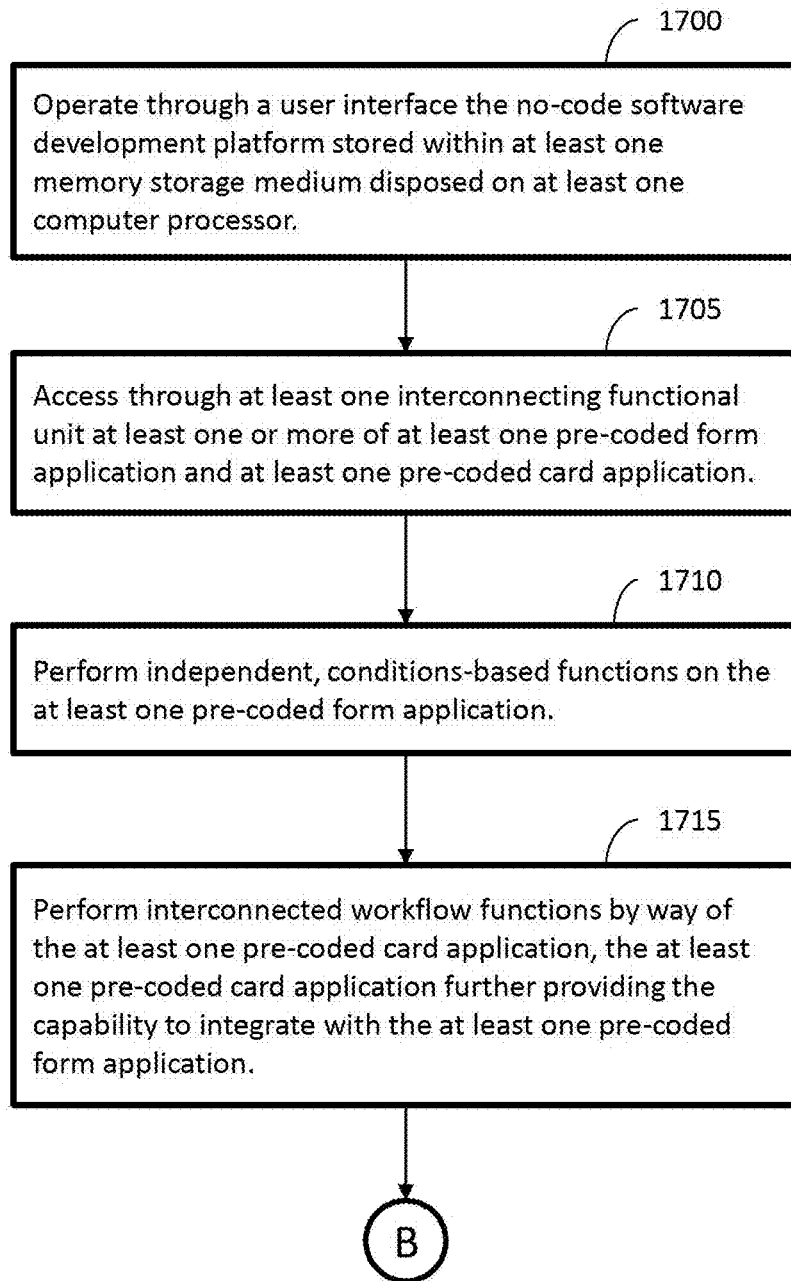 1700
Operate through a user interface the no-code software
development platform stored within at least one
memory storage medium disposed on at least one
computer processor.
1705
Access through at least one interconnecting functional
unit at least one or more of at least one pre-coded form
application and at least one pre-coded card application.
1710
Perform independent, conditions-based functions on the
at least one pre-coded form application.
1715
Perform interconnected workflow functions by way of
the at least one pre-coded card application, the at least
one pre-coded card application further providing the
capability to integrate with the at least one pre-coded
form application.
B